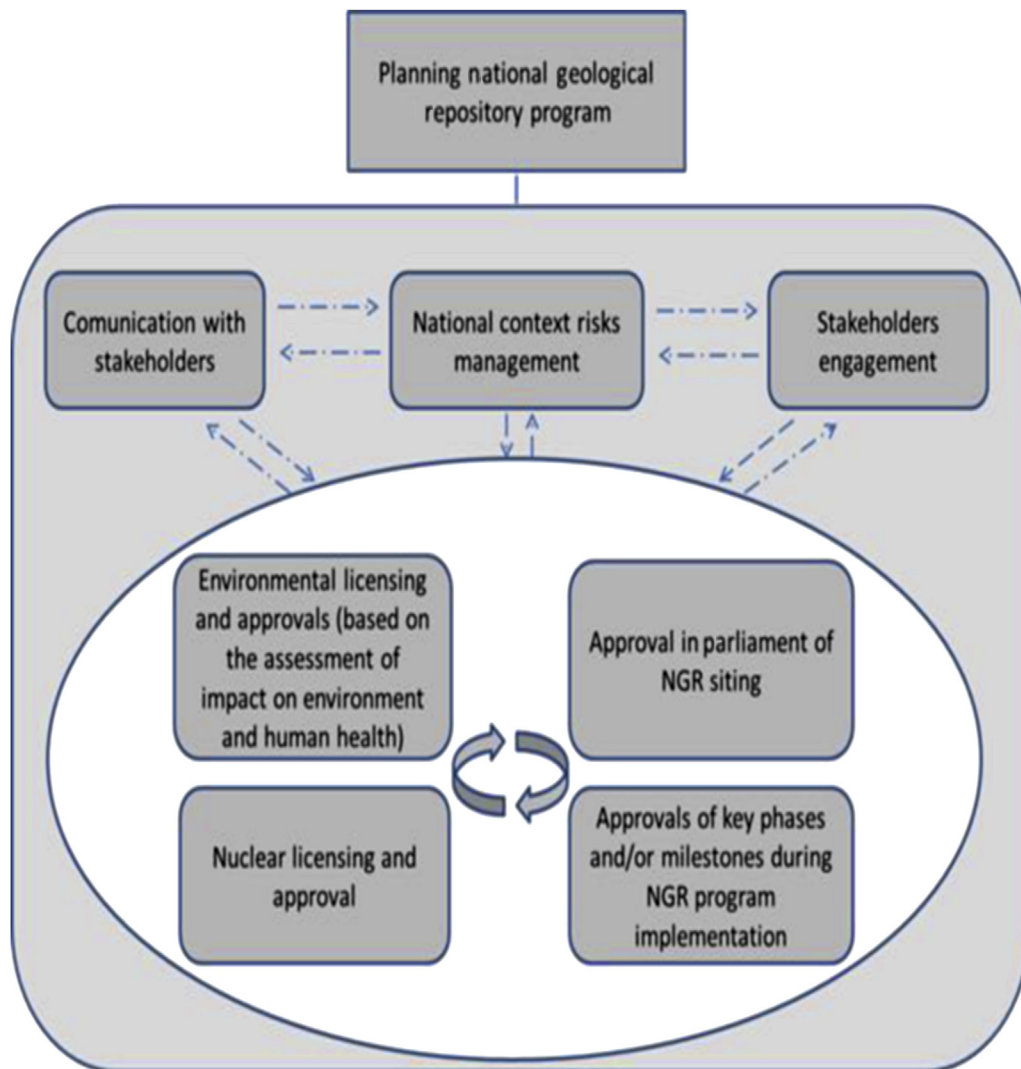 Planning national geological
repository program
Comunication with
stakeholders
National context risks
management
Stakeholders
engagement
Environmental licensing
and approvals (based on
the assessment of
impact on environment
and human health)
Approval in parliament of
NGR siting
Nuclear licensing and
approval
Approvals of key phases
and/or milestones during
NGR program
implementation